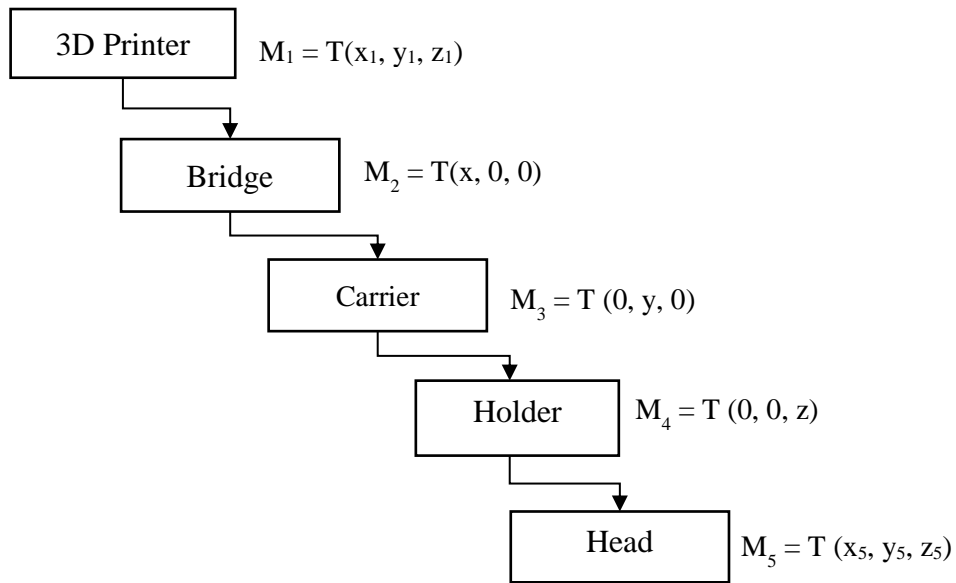 3D Printer
M₁ = T(x₁, y₁, z₁)
Bridge
M₂ = T(x, 0, 0)
Carrier
M₃ = T (0, y, 0)
Holder
M₄ = T (0, 0, z)
Head
M₅ = T (x₅, y₅, z₅)